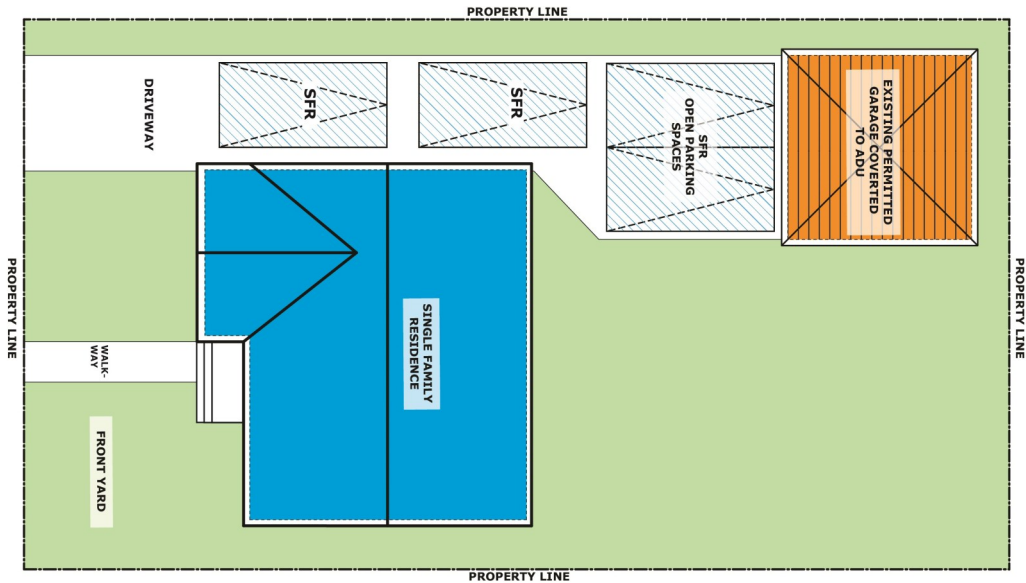 PROPERTY LINE
DRIVEWAY
SFR
SFR
SFR
OPEN PARKING
SPACES
EXISTING PERMITTED
GARAGE COVERTED
TO ADU
PROPERTY LINE
SINGLE FAMILY
RESIDENCE
WALK-
WAY
FRONT YARD
PROPERTY LINE
PROPERTY LINE